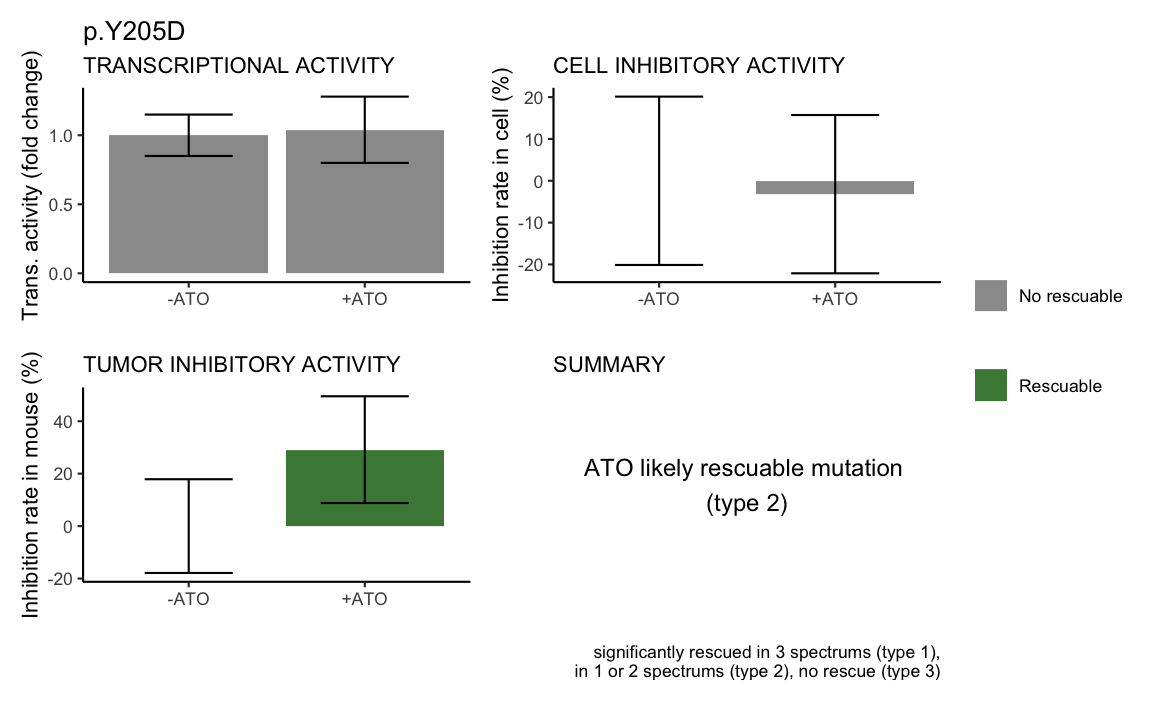 p.Y205D
TRANSCRIPTIONAL ACTIVITY
Trans. activity (fold change)
1.0
0.5
0.0
-ATO
+ATO
CELL INHIBITORY ACTIVITY
Inhibition rate in cell (%)
20
10
0
-10
-20
-ATO
+ATO
No rescuable
Rescuable
TUMOR INHIBITORY ACTIVITY
Inhibition rate in mouse (%)
40
20
0
-20
-ATO
+ATO
SUMMARY
ATO likely rescuable mutation
(type 2)
significantly rescued in 3 spectrums (type 1),
in 1 or 2 spectrums (type 2), no rescue (type 3)